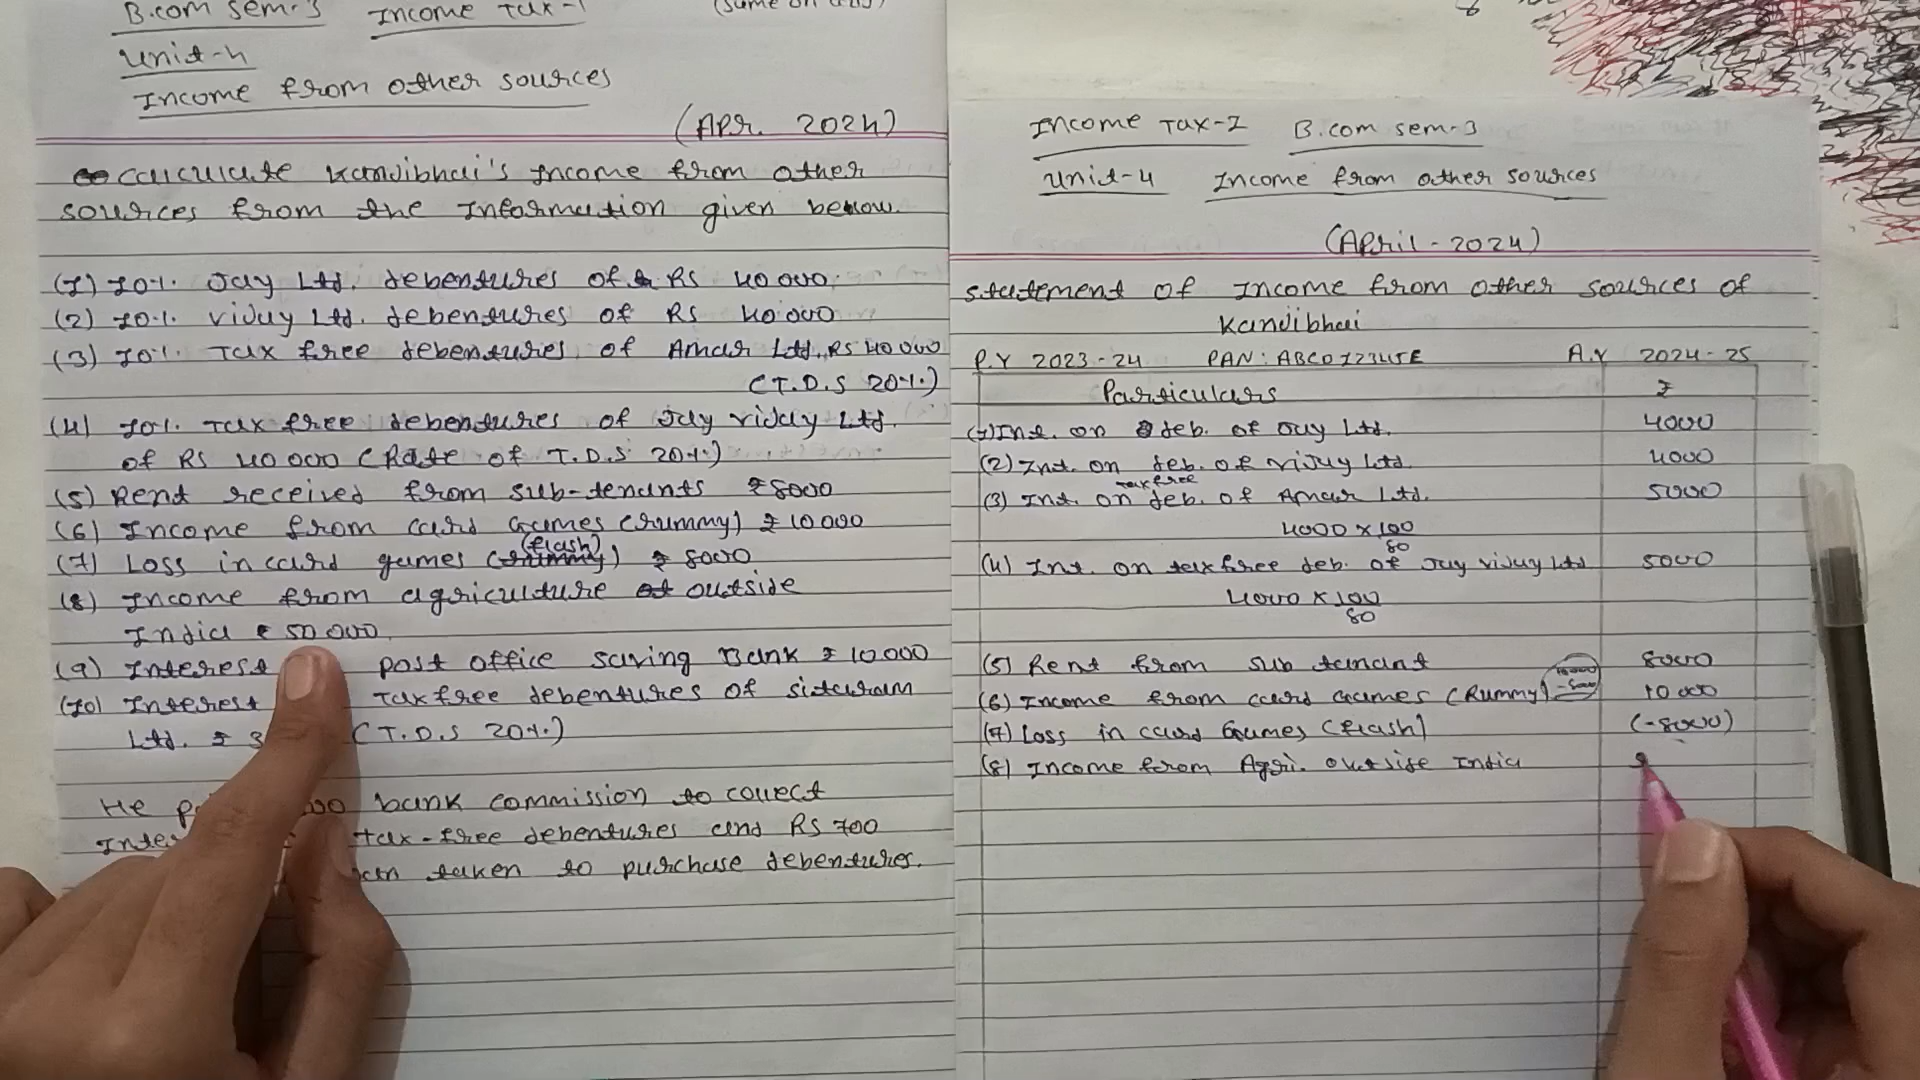 B.com sem-3 Income Tax-1
Unit-4
Income from other sources
(Apr. 2024)
calculate Kandibhai's Income from other
sources from the Information given below.
(1) 10%. Jay Ltd. debentures of Rs 40000.
(2) 10%. vijay Ltd. debentures of Rs 40000
(3) 10%. Tax free debentures of Amar Ltd. Rs 40000
(T.D.S 20%.)
(4) 10%. Tax free debentures of Jay vijay Ltd.
of Rs 40000 (Rate of T.D.S 20%.)
(5) Rent received from sub-tenants ₹ 8000
(6) Income from card Games (rummy) ₹ 10000
(7) Loss in card games (flash) ₹ 8000
(8) Income from agriculture outside
India ₹ 50000
(9) Interest post office saving Bank ₹ 10000
(10) Interest Taxfree debentures of sitaram
Ltd. ₹ 3 (T.D.S 20%.)
He bank commission to collect
tax-free debentures and Rs 700
taken to purchase debentures.
Income Tax-I B.com sem-3
Unit-4 Income from other sources
(April-2024)
Statement of Income from other sources of
Kandibhai
P.Y 2023-24 PAN: ABCD1234SE A.Y 2024-25
Particulars ₹
(1) Int. on deb. of Jay Ltd. 4000
(2) Int. on deb. of vijay Ltd. 4000
(3) Int. on tax free deb. of Amar Ltd. 5000
4000 x 100
80
(4) Int. on tax free deb. of Jay vijay Ltd 5000
4000 x 100
80
(5) Rent from sub tenant 8000
(6) Income from card Games (Rummy) 10000
(7) Loss in card Games (flash) (-8000)
(8) Income from Agri. outside India